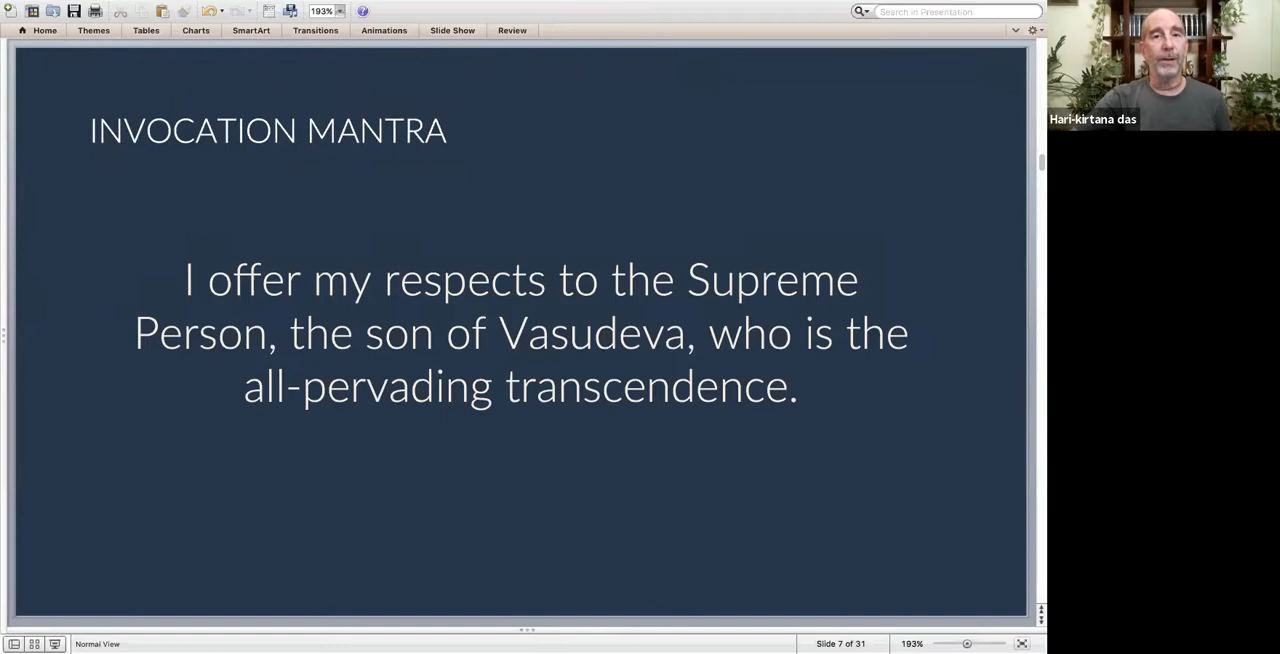 193%
Search in Presentation
Home
Themes
Tables
Charts
SmartArt
Transitions
Animations
Slide Show
Review
INVOCATION MANTRA
I offer my respects to the Supreme
Person, the son of Vasudeva, who is the
all-pervading transcendence.
Hari-kirtana das
Normal View
Slide 7 of 31
193%